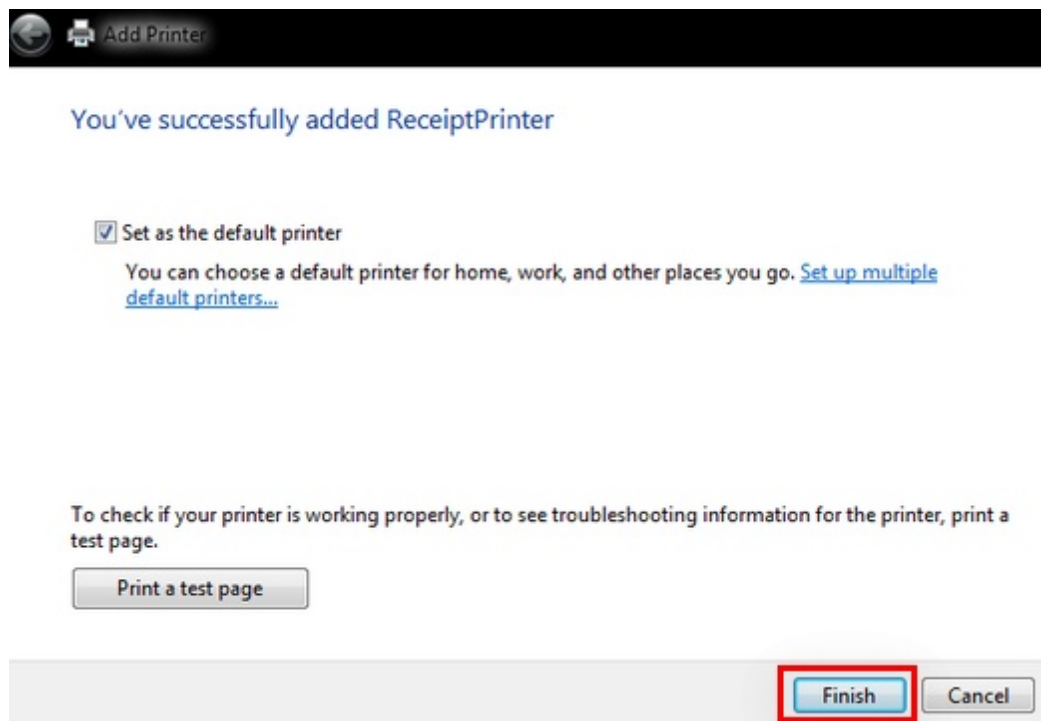 Add Printer
You've successfully added ReceiptPrinter
Set as the default printer
You can choose a default printer for home, work, and other places you go. Set up multiple
default printers...
To check if your printer is working properly, or to see troubleshooting information for the printer, print a
test page.
Print a test page
Finish Cancel